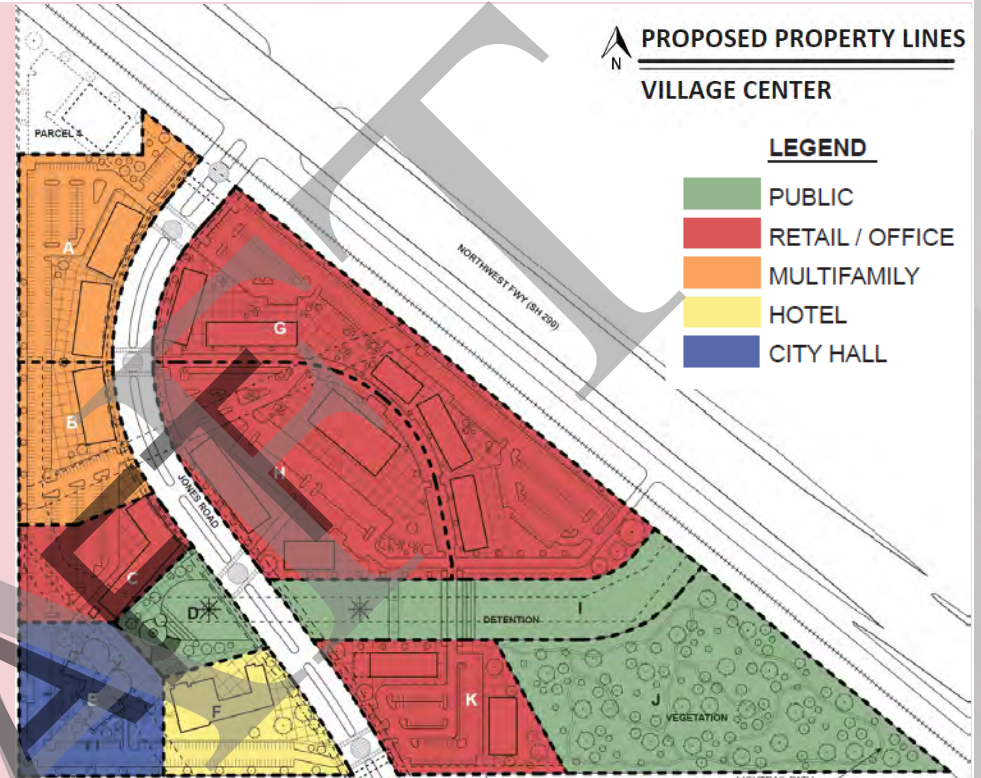 PROPOSED PROPERTY LINES
N
VILLAGE CENTER
LEGEND
PUBLIC
RETAIL / OFFICE
MULTIFAMILY
HOTEL
CITY HALL
PARCEL 4
NORTHWEST FWY (SH 290)
A
G
B
H
JONES ROAD
C
D
I
DETENTION
E
F
K
J
VEGETATION